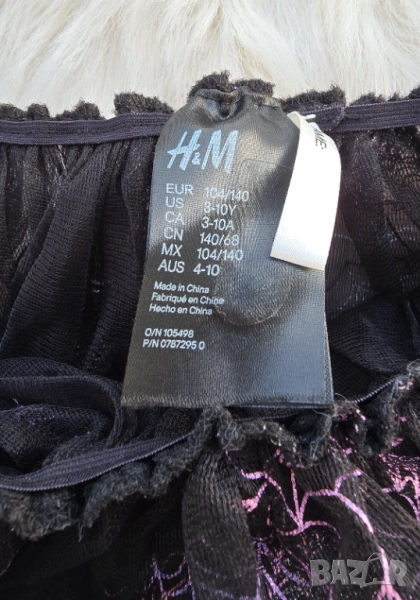 H&M
EUR 104/140
US 3-10Y
CA 3-10A
CN 140/68
MX 104/140
AUS 4-10
Made in China
Fabriqué en Chine
Hecho en China
O/N 105498
P/N 0787295 0
BAZAR